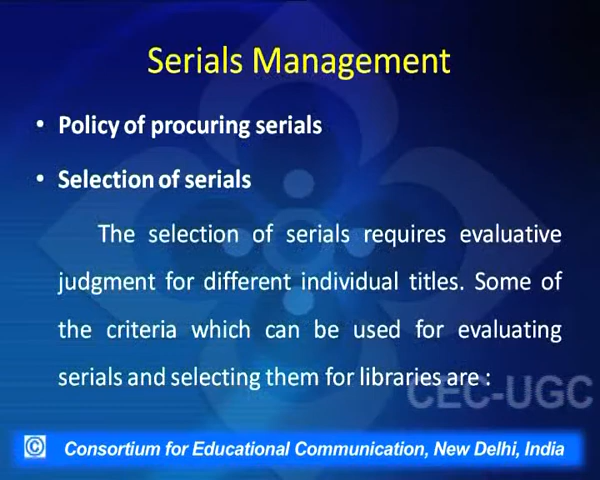 Serials Management
• Policy of procuring serials
• Selection of serials
The selection of serials requires evaluative
judgment for different individual titles. Some of
the criteria which can be used for evaluating
serials and selecting them for libraries are :
CEC-UGC
© Consortium for Educational Communication, New Delhi, India